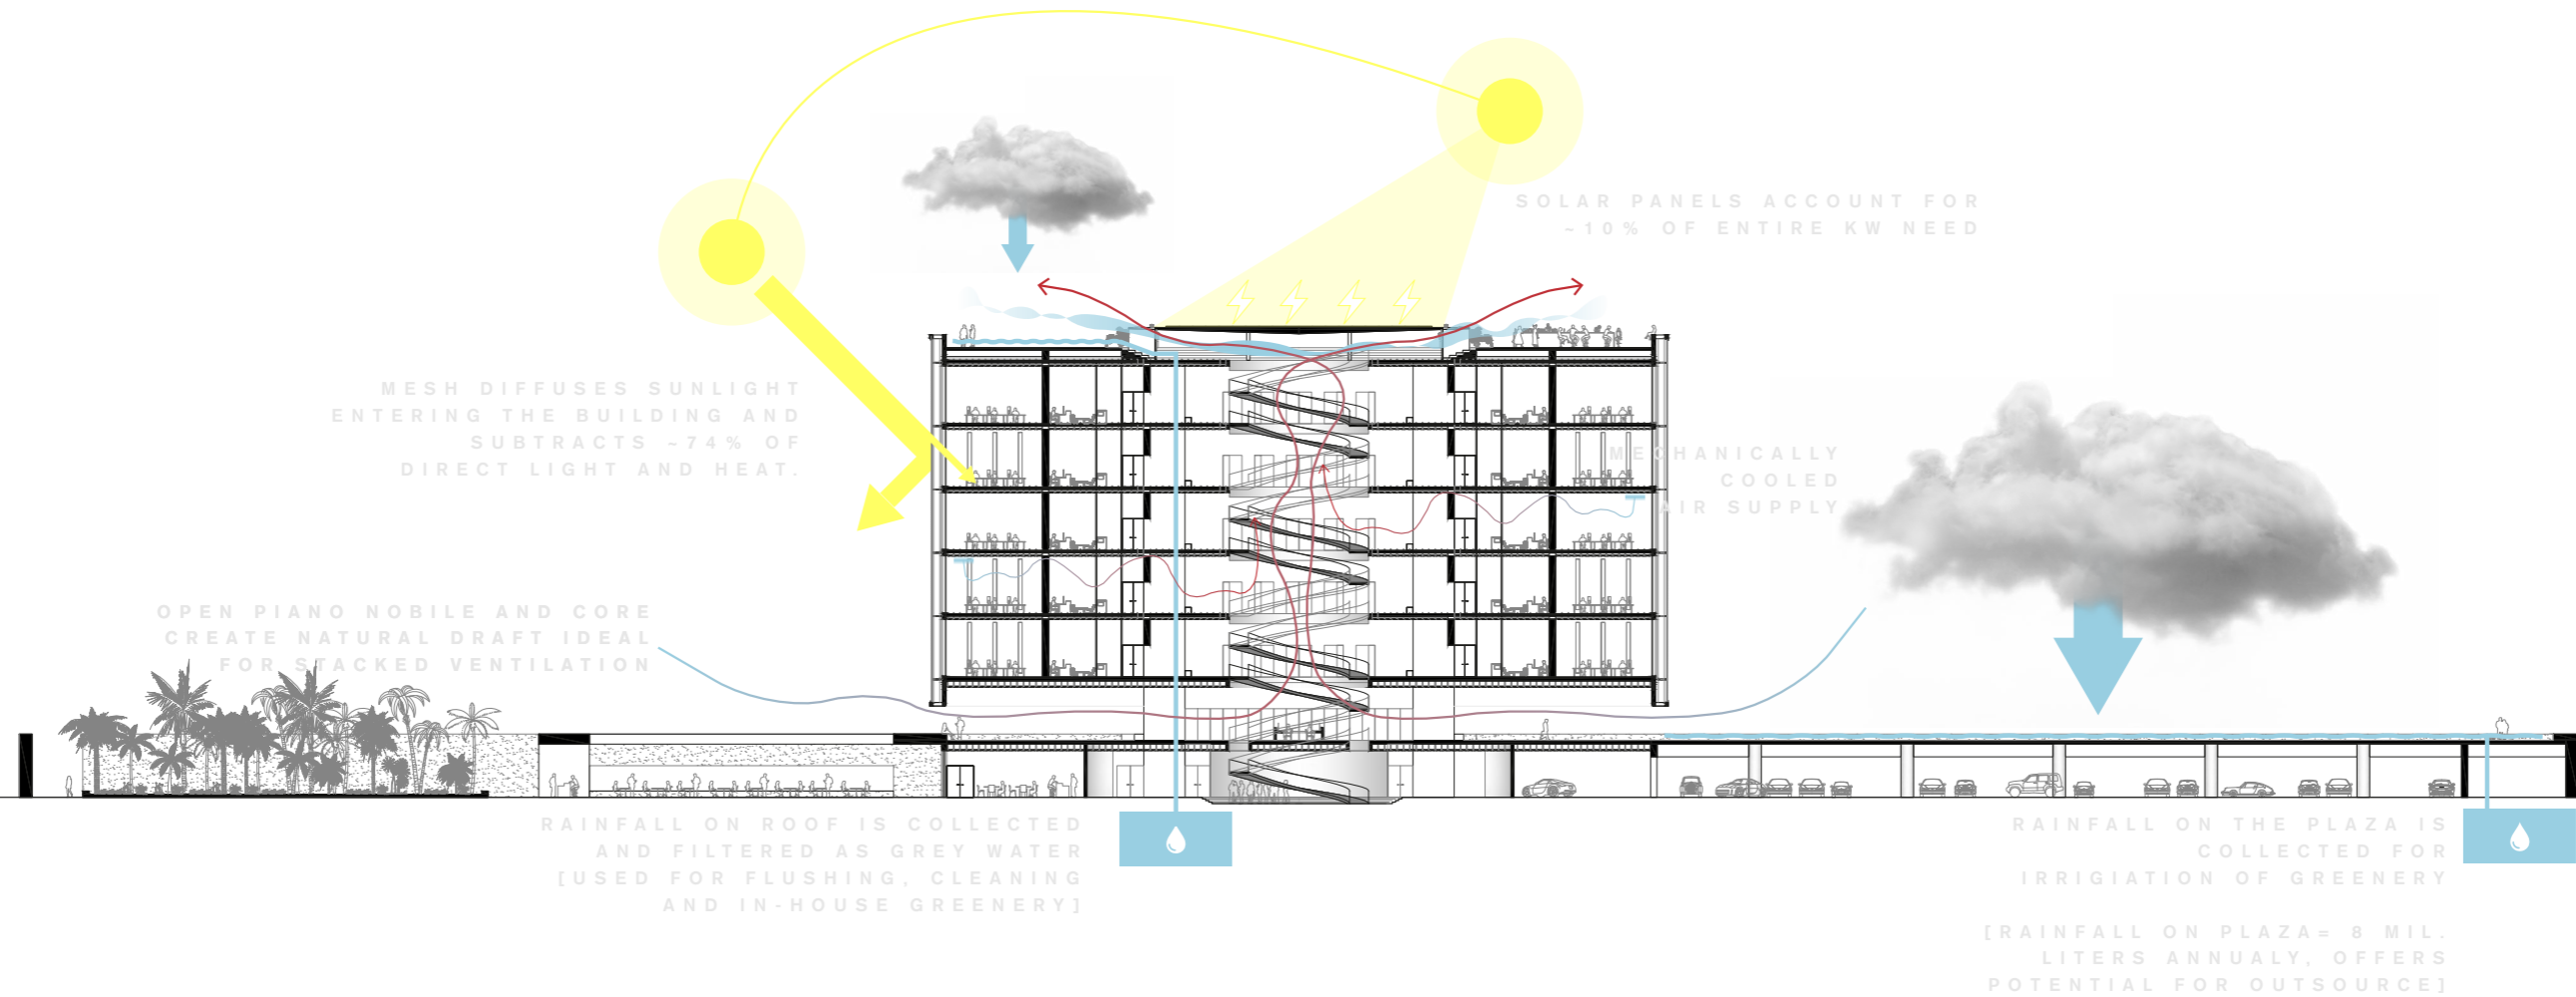 SOLAR PANELS ACCOUNT FOR
~10% OF ENTIRE KW NEED
MESH DIFFUSES SUNLIGHT
ENTERING THE BUILDING AND
SUBTRACTS ~74% OF
DIRECT LIGHT AND HEAT.
MECHANICALLY
COOLED
AIR SUPPLY
OPEN PIANO NOBILE AND CORE
CREATE NATURAL DRAFT IDEAL
FOR STACKED VENTILATION
RAINFALL ON ROOF IS COLLECTED
AND FILTERED AS GREY WATER
[USED FOR FLUSHING, CLEANING
AND IN-HOUSE GREENERY]
RAINFALL ON THE PLAZA IS
COLLECTED FOR
IRRIGIATION OF GREENERY
[RAINFALL ON PLAZA= 8 MIL.
LITERS ANNUALY, OFFERS
POTENTIAL FOR OUTSOURCE]